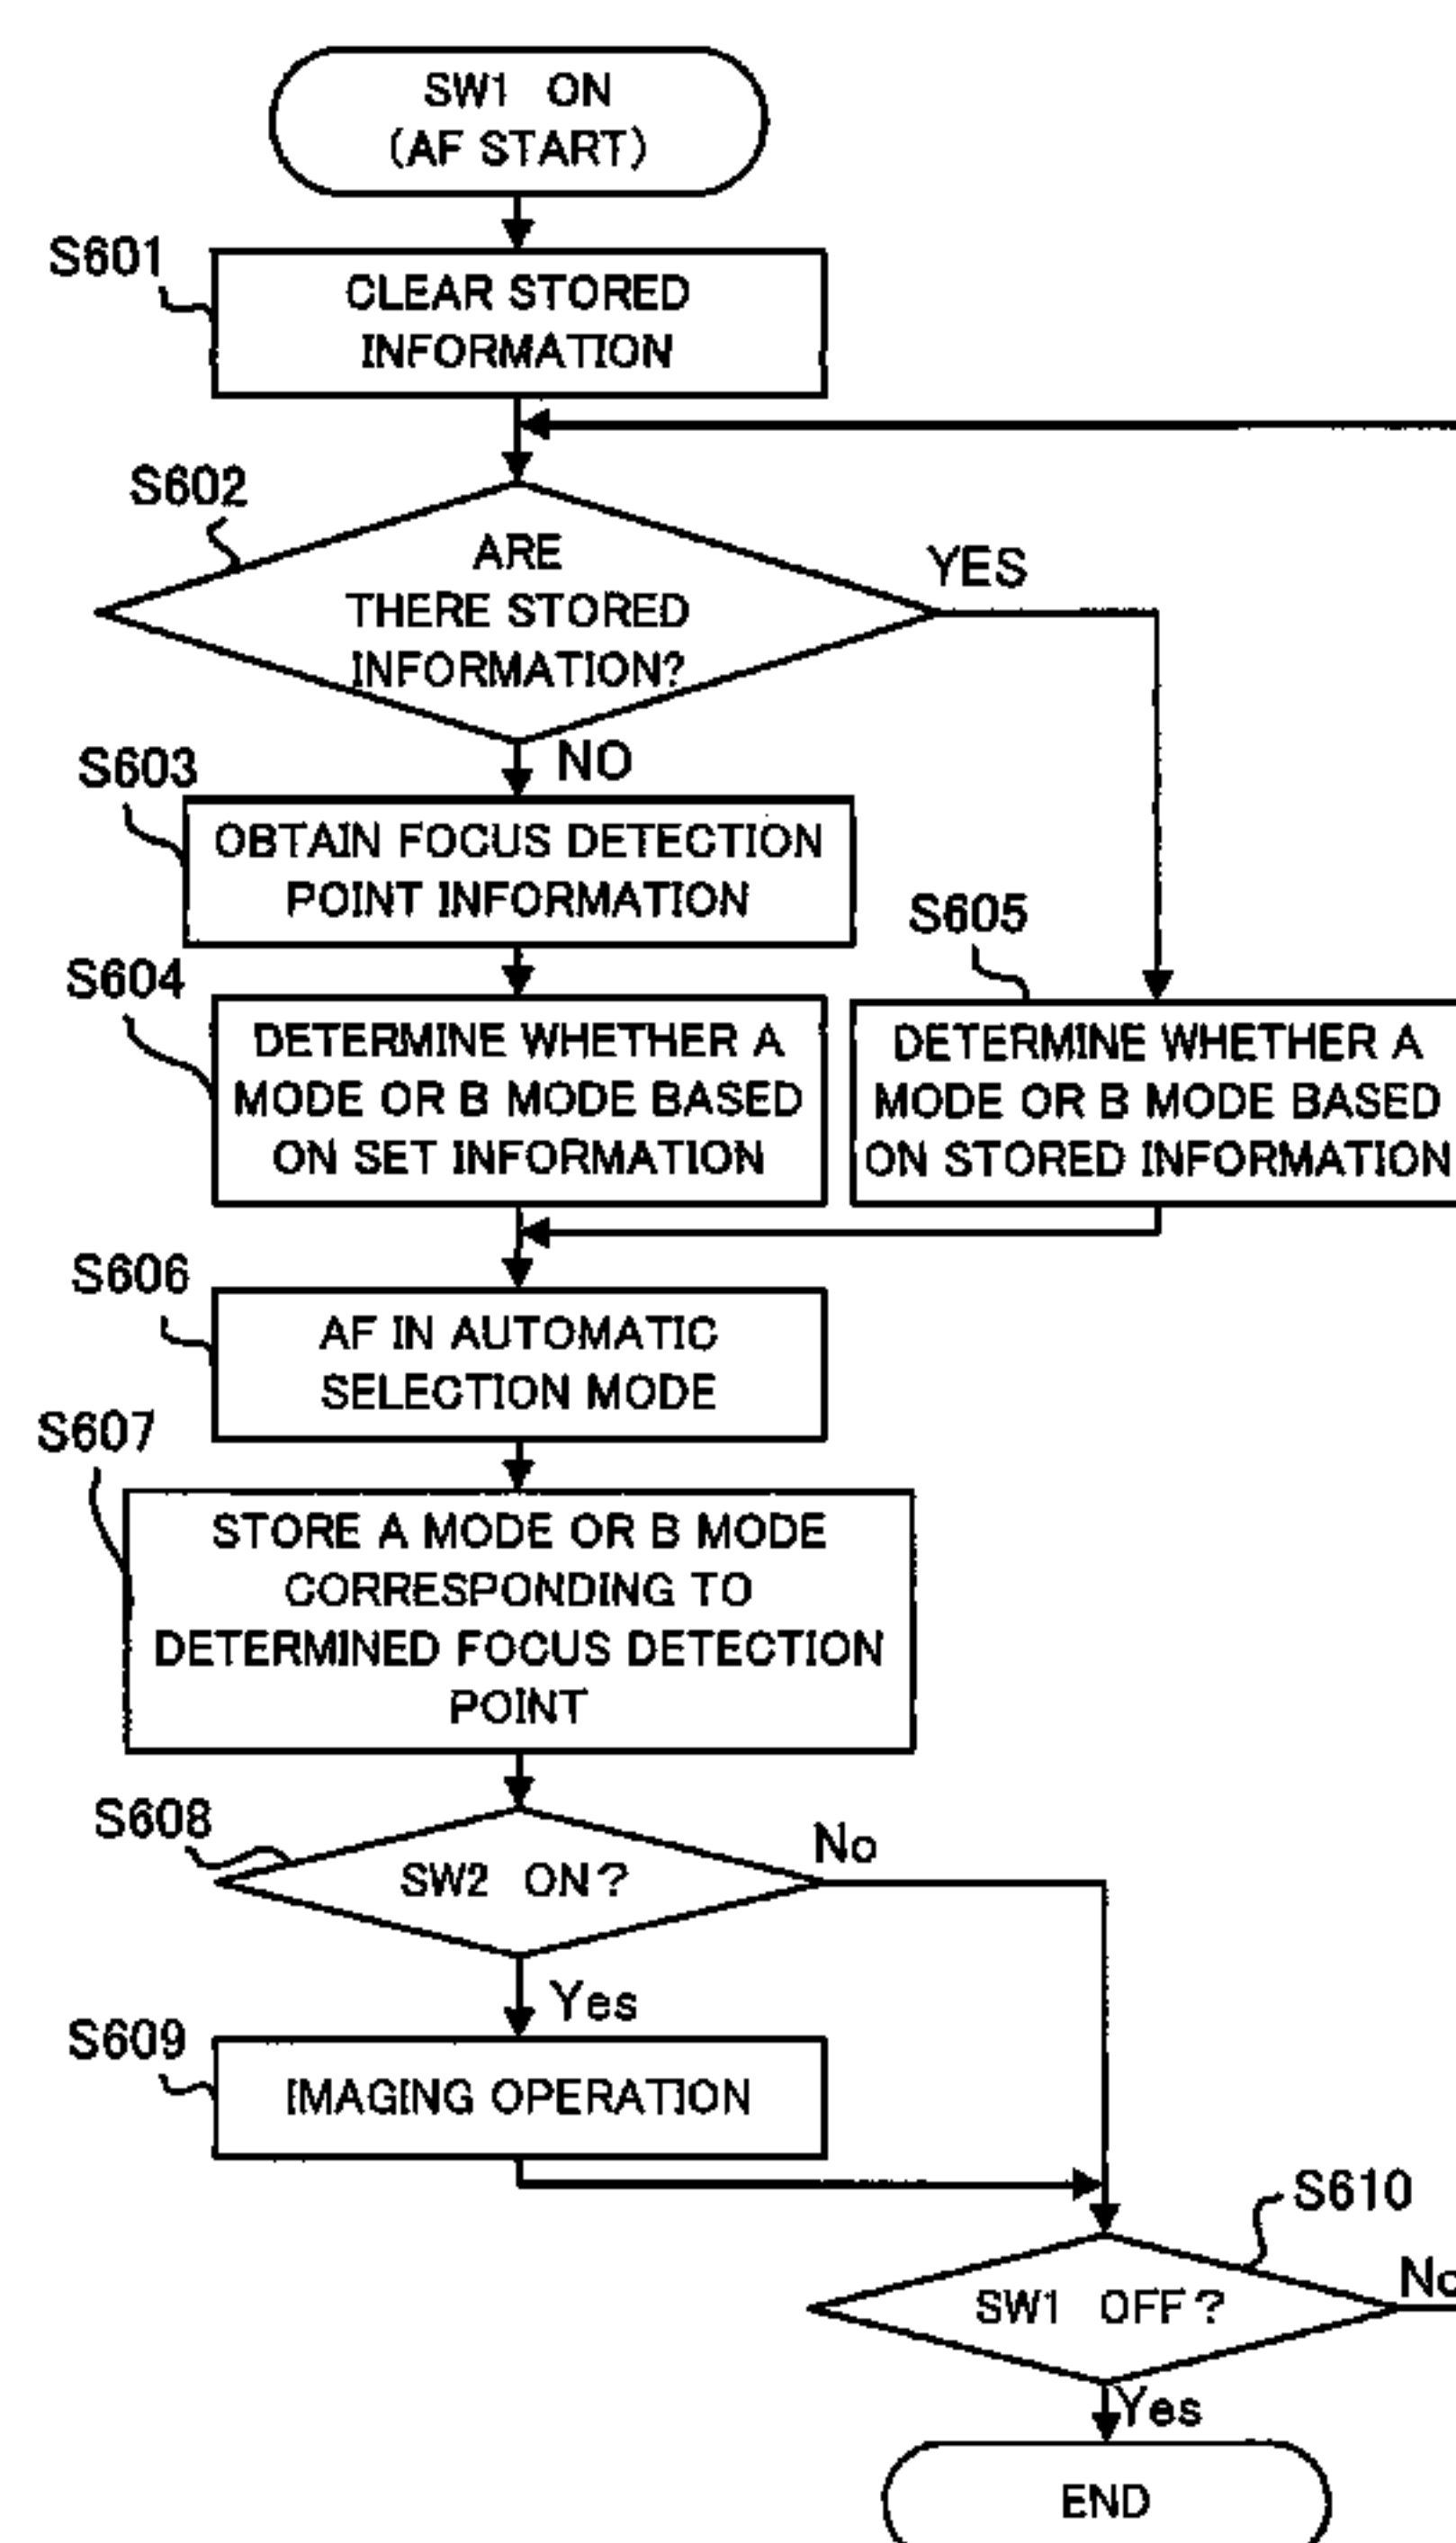 SW1 ON
(AF START)
S601
CLEAR STORED
INFORMATION
S602
ARE
THERE STORED
INFORMATION?
YES
NO
S603
OBTAIN FOCUS DETECTION
POINT INFORMATION
S604
DETERMINE WHETHER A
MODE OR B MODE BASED
ON SET INFORMATION
S605
DETERMINE WHETHER A
MODE OR B MODE BASED
ON STORED INFORMATION
S606
AF IN AUTOMATIC
SELECTION MODE
S607
STORE A MODE OR B MODE
CORRESPONDING TO
DETERMINED FOCUS DETECTION
POINT
S608
SW2 ON?
No
Yes
S609
IMAGING OPERATION
S610
SW1 OFF?
No
Yes
END